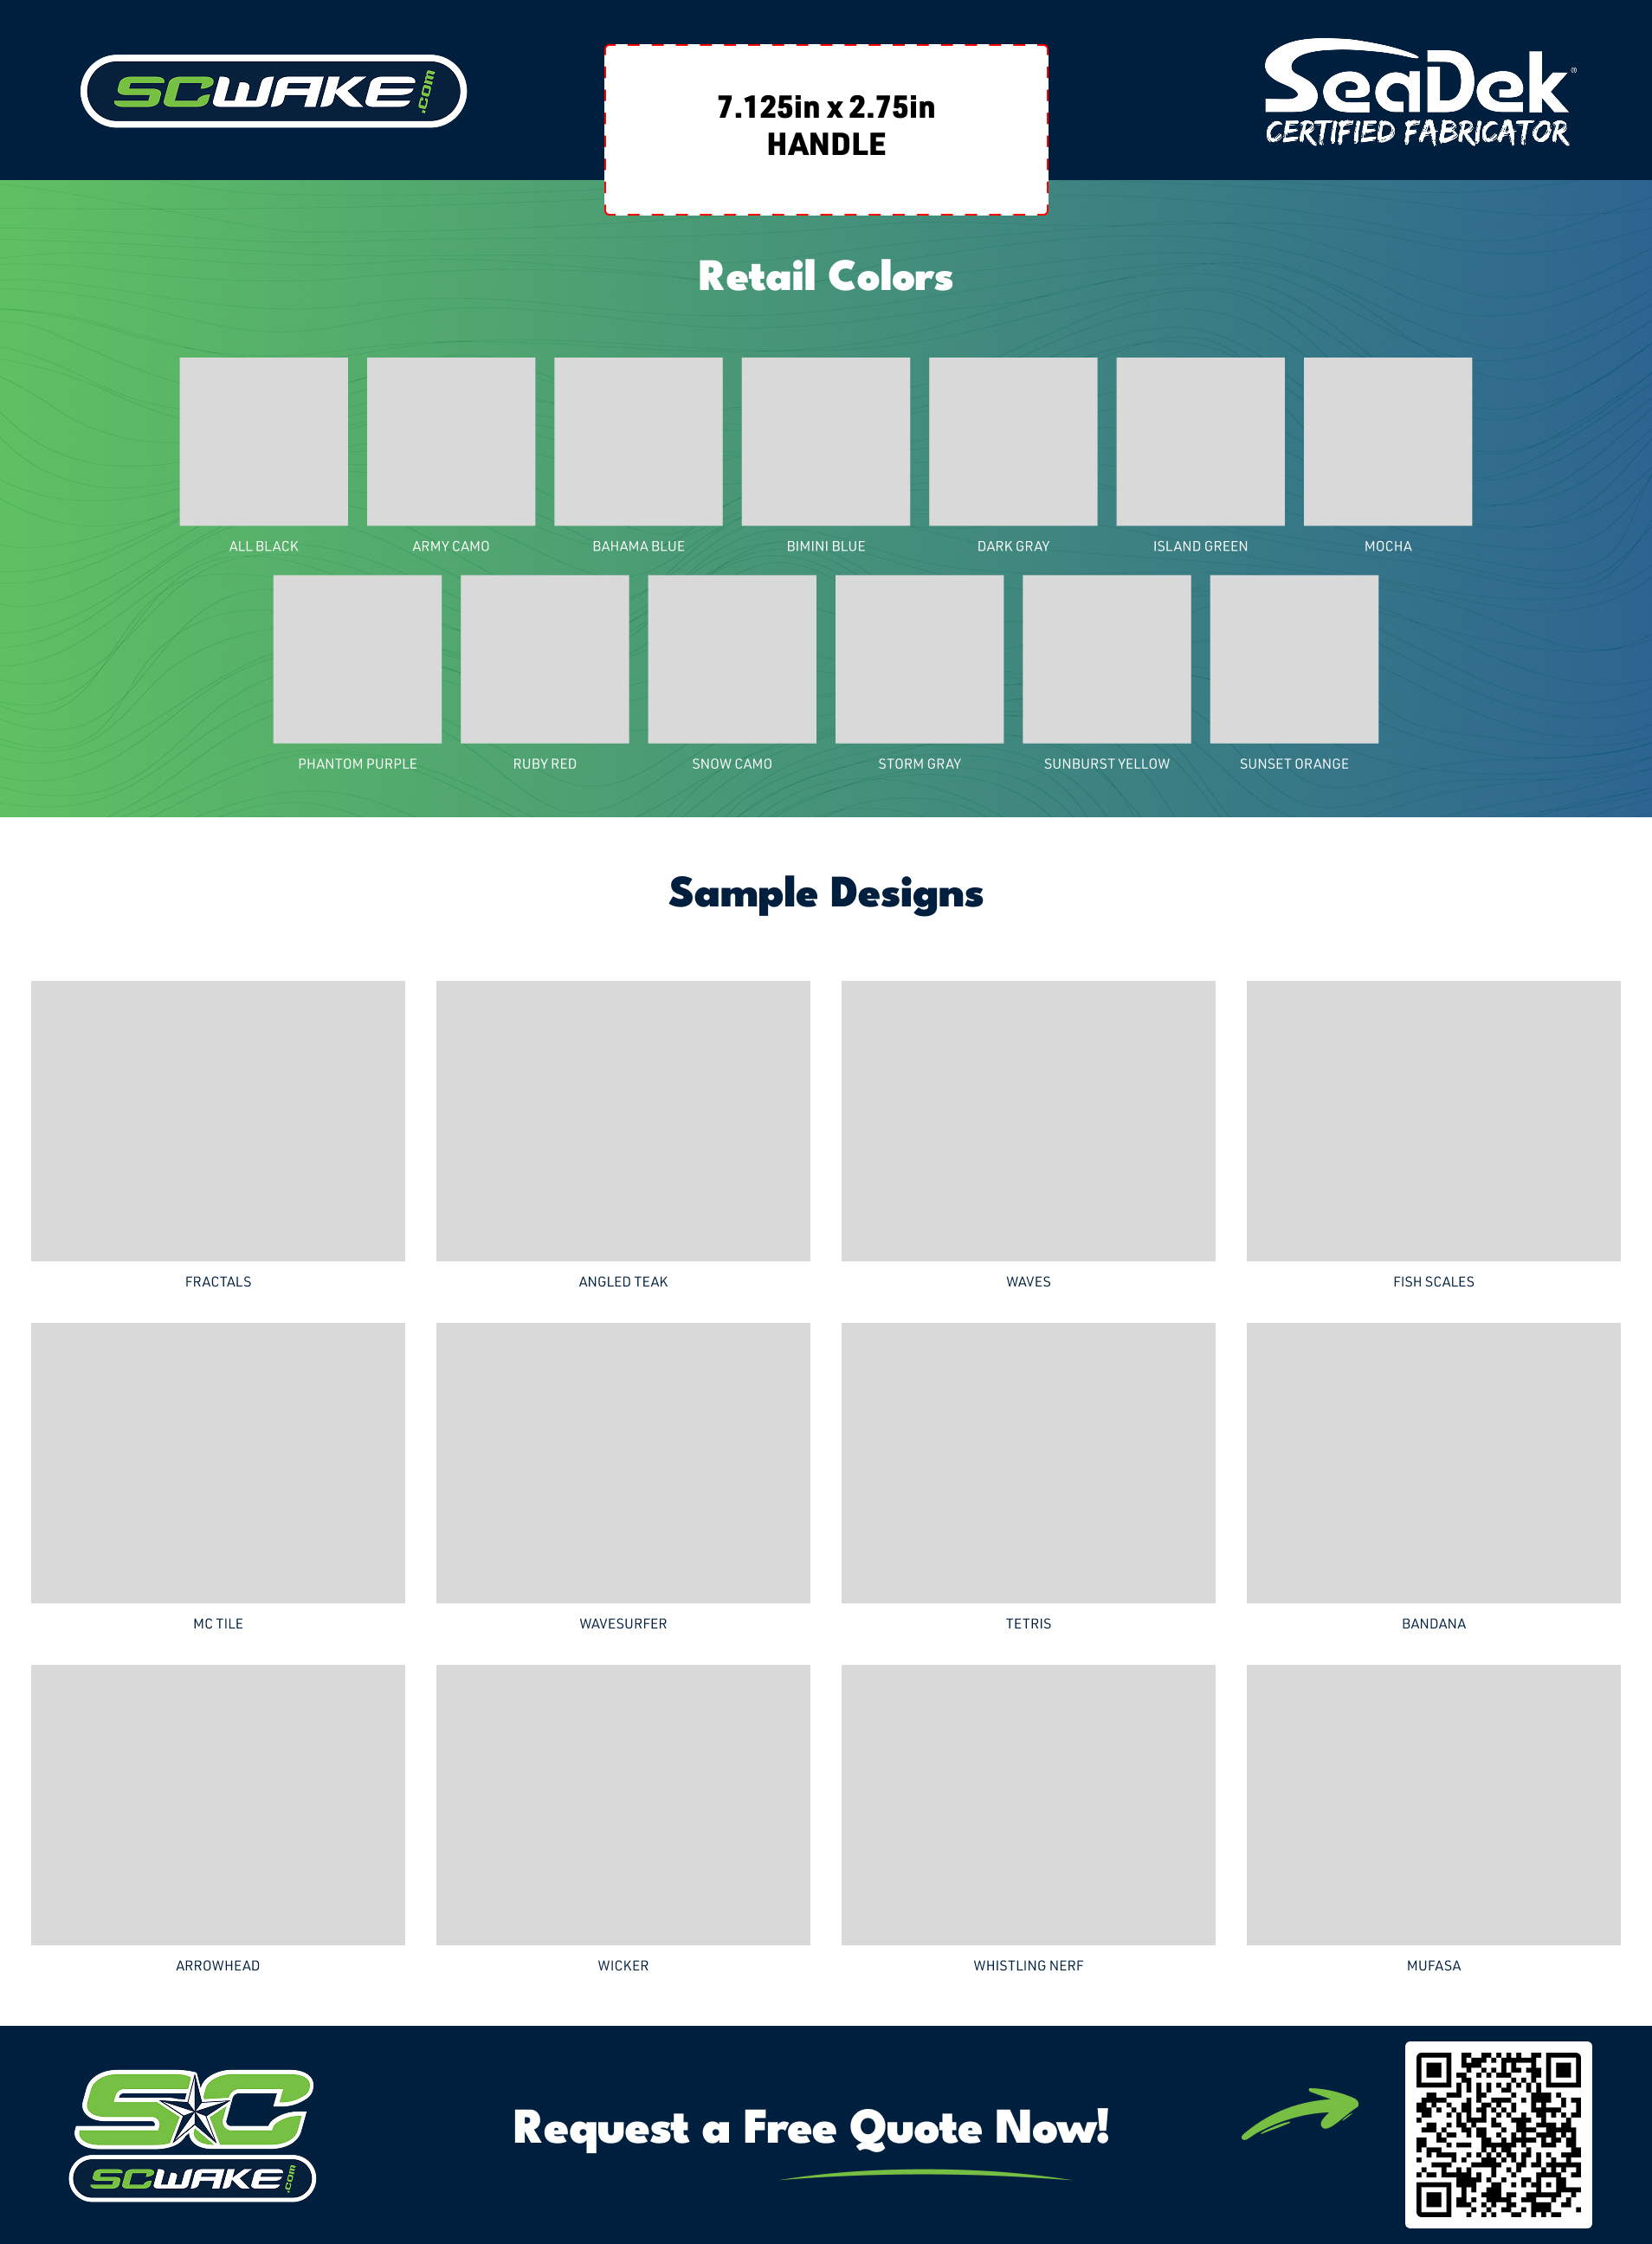 SCWAKE.com
7.125in x 2.75in
HANDLE
SeaDek®
CERTIFIED FABRICATOR
Retail Colors
ALL BLACK
ARMY CAMO
BAHAMA BLUE
BIMINI BLUE
DARK GRAY
ISLAND GREEN
MOCHA
PHANTOM PURPLE
RUBY RED
SNOW CAMO
STORM GRAY
SUNBURST YELLOW
SUNSET ORANGE
Sample Designs
FRACTALS
ANGLED TEAK
WAVES
FISH SCALES
MC TILE
WAVESURFER
TETRIS
BANDANA
ARROWHEAD
WICKER
WHISTLING NERF
MUFASA
SC
SCWAKE.com
Request a Free Quote Now!